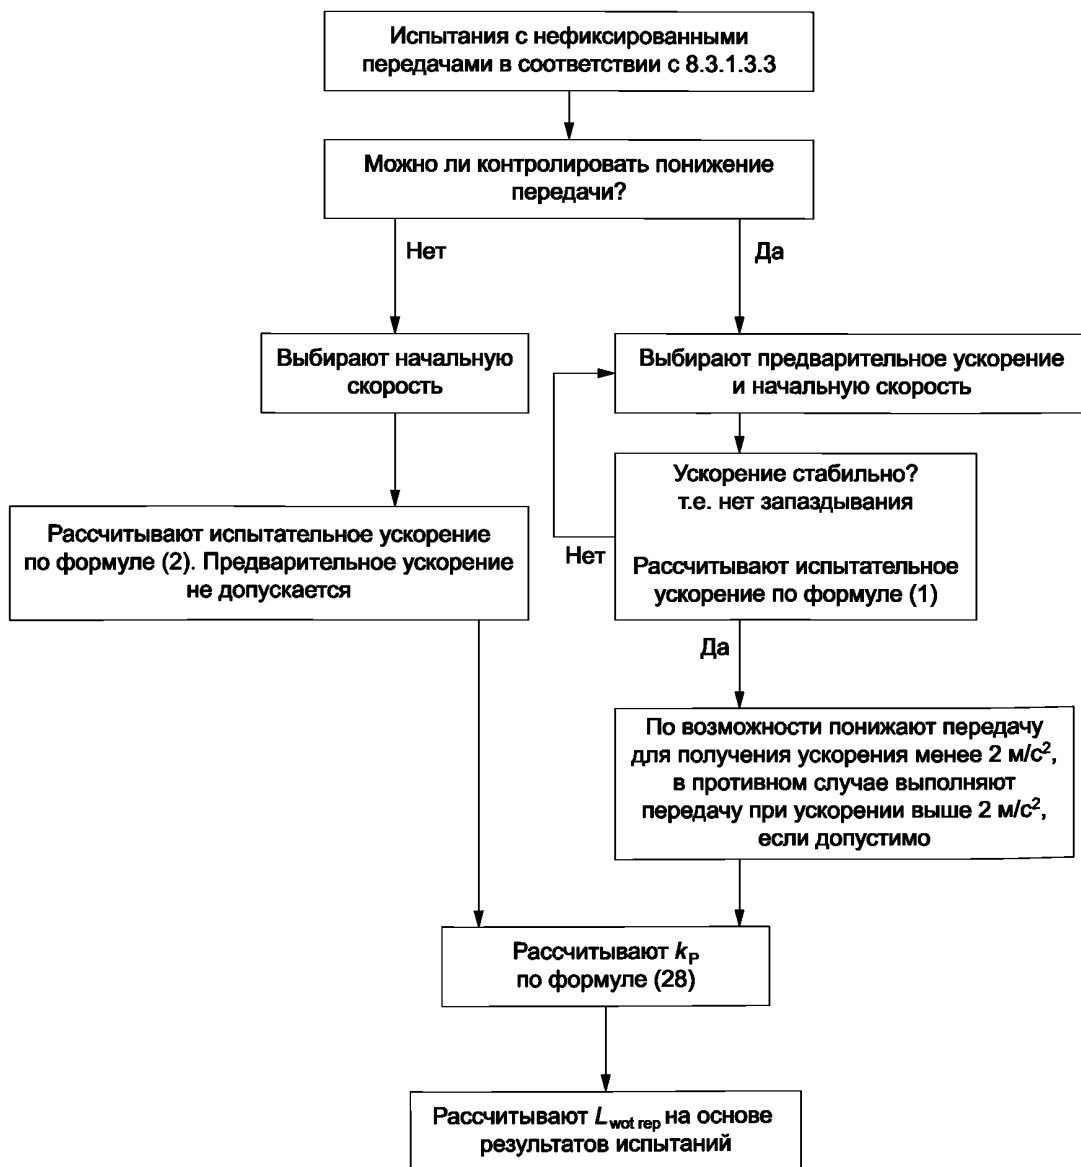 Испытания с нефиксированными
передачами в соответствии с 8.3.1.3.3
Можно ли контролировать понижение
передачи?
Нет
Да
Выбирают начальную
скорость
Выбирают предварительное ускорение
и начальную скорость
Рассчитывают испытательное ускорение
по формуле (2). Предварительное ускорение
не допускается
Ускорение стабильно?
т.е. нет запаздывания
Нет
Рассчитывают испытательное
ускорение по формуле (1)
Да
По возможности понижают передачу
для получения ускорения менее 2 м/с²,
в противном случае выполняют
передачу при ускорении выше 2 м/с²,
если допустимо
Рассчитывают kP
по формуле (28)
Рассчитывают Lwot rep на основе
результатов испытаний